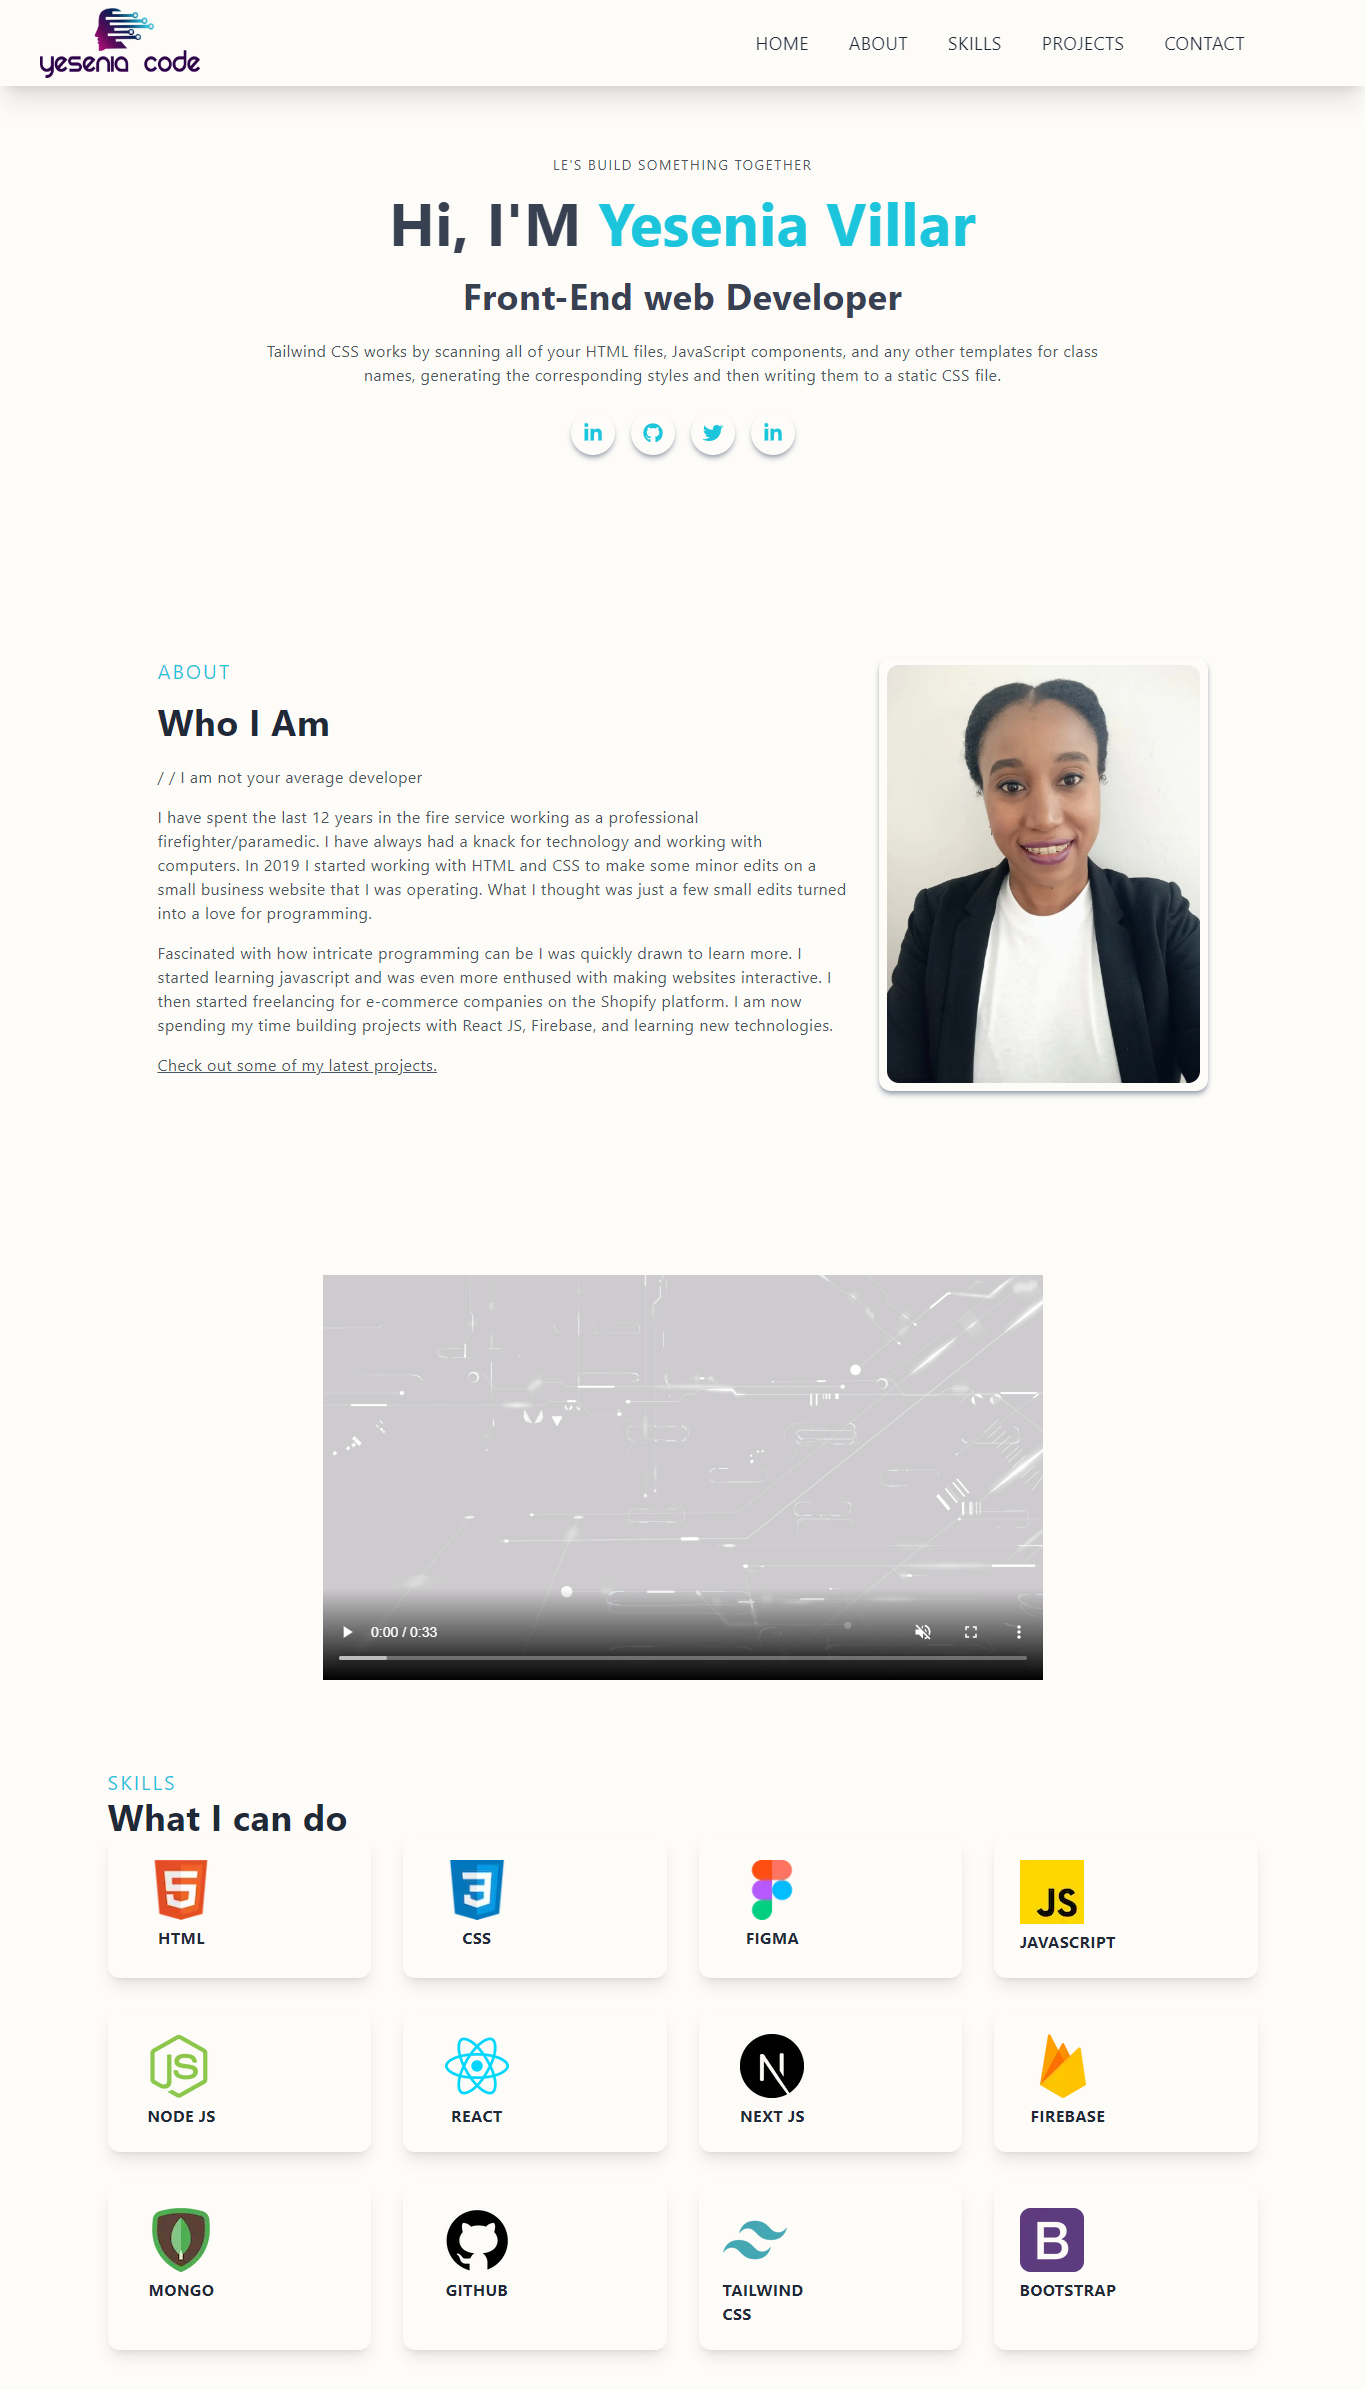 yesenia code
HOME ABOUT SKILLS PROJECTS CONTACT
LE'S BUILD SOMETHING TOGETHER
Hi, I'M Yesenia Villar
Front-End web Developer
Tailwind CSS works by scanning all of your HTML files, JavaScript components, and any other templates for class
names, generating the corresponding styles and then writing them to a static CSS file.
in in
ABOUT
Who I Am
/ / I am not your average developer
I have spent the last 12 years in the fire service working as a professional
firefighter/paramedic. I have always had a knack for technology and working with
computers. In 2019 I started working with HTML and CSS to make some minor edits on a
small business website that I was operating. What I thought was just a few small edits turned
into a love for programming.
Fascinated with how intricate programming can be I was quickly drawn to learn more. I
started learning javascript and was even more enthused with making websites interactive. I
then started freelancing for e-commerce companies on the Shopify platform. I am now
spending my time building projects with React JS, Firebase, and learning new technologies.
Check out some of my latest projects.
0:00 / 0:33
SKILLS
What I can do
5 3 JS
HTML CSS FIGMA JAVASCRIPT
JS N
NODE JS REACT NEXT JS FIREBASE
B
MONGO GITHUB TAILWIND BOOTSTRAP
CSS